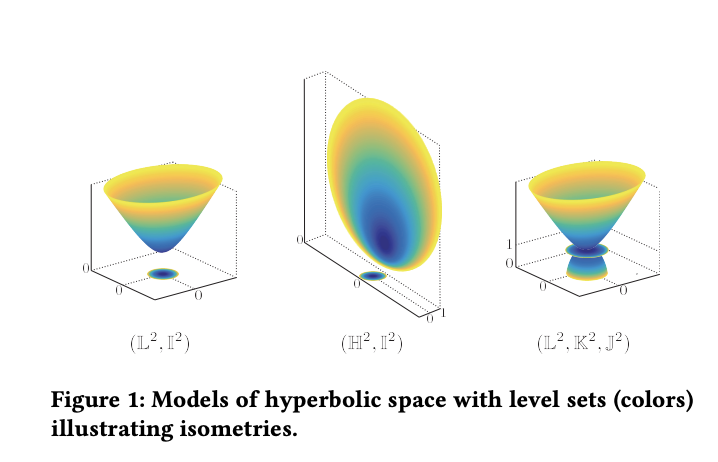 1
0
0
0
0
0
0
0 1
0
0
(𝕃², 𝕀²)
(ℍ², 𝕀²)
(𝕃², 𝕂², 𝕁²)
Figure 1: Models of hyperbolic space with level sets (colors)
illustrating isometries.